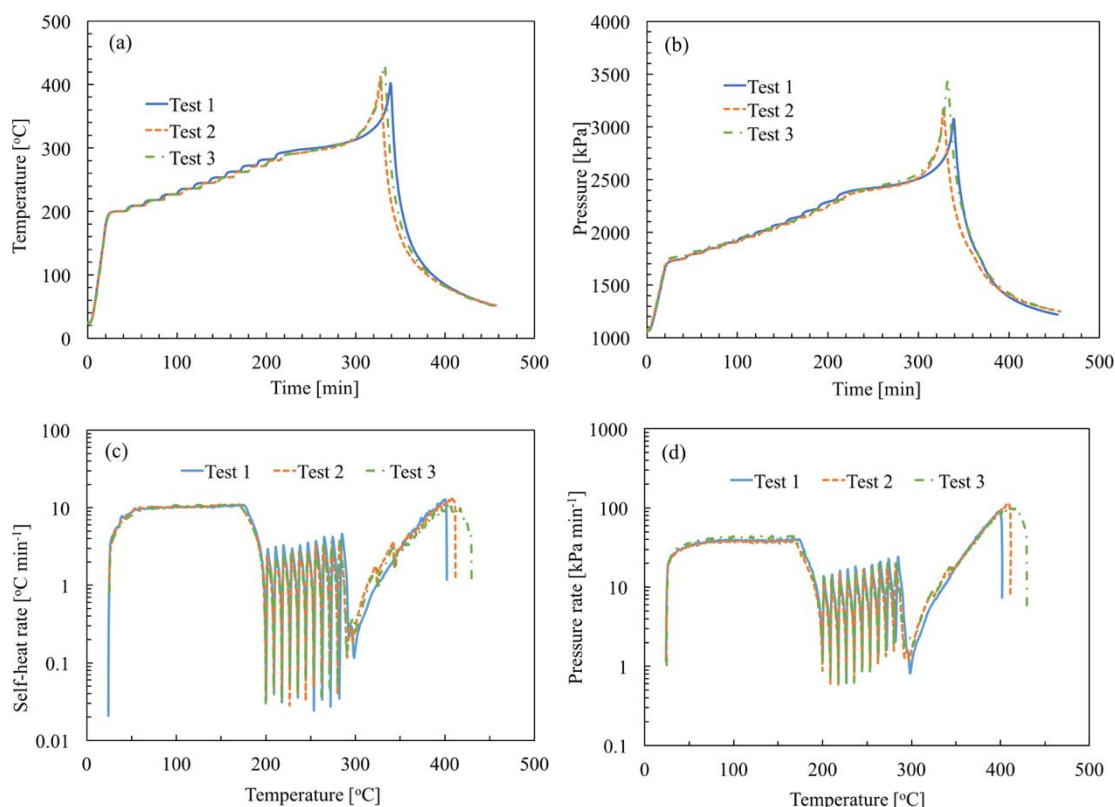 (a)
Temperature [°C]
500
400
300
200
100
0
Test 1
Test 2
Test 3
0 100 200 300 400 500
Time [min]
(b)
Pressure [kPa]
4000
3500
3000
2500
2000
1500
1000
Test 1
Test 2
Test 3
0 100 200 300 400 500
Time [min]
(c)
Self-heat rate [°C min⁻¹]
100
10
1
0.1
0.01
Test 1 Test 2 Test 3
0 100 200 300 400 500
Temperature [°C]
(d)
Pressure rate [kPa min⁻¹]
1000
100
10
1
0.1
Test 1 Test 2 Test 3
0 100 200 300 400 500
Temperature [°C]